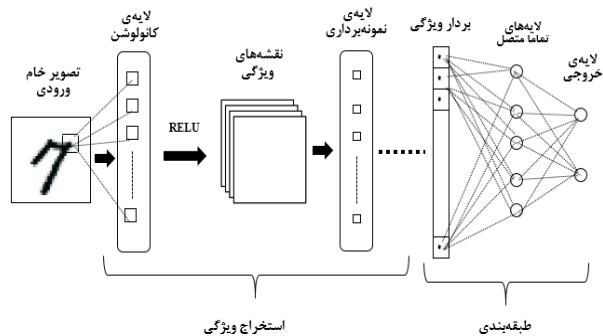 تصویر خام
ورودی
لایه‌ی
کانولوشن
RELU
نقشه‌های
ویژگی
لایه‌ی
نمونه‌برداری
بردار ویژگی
لایه‌های
تماما متصل
لایه‌ی
خروجی
استخراج ویژگی
طبقه‌بندی